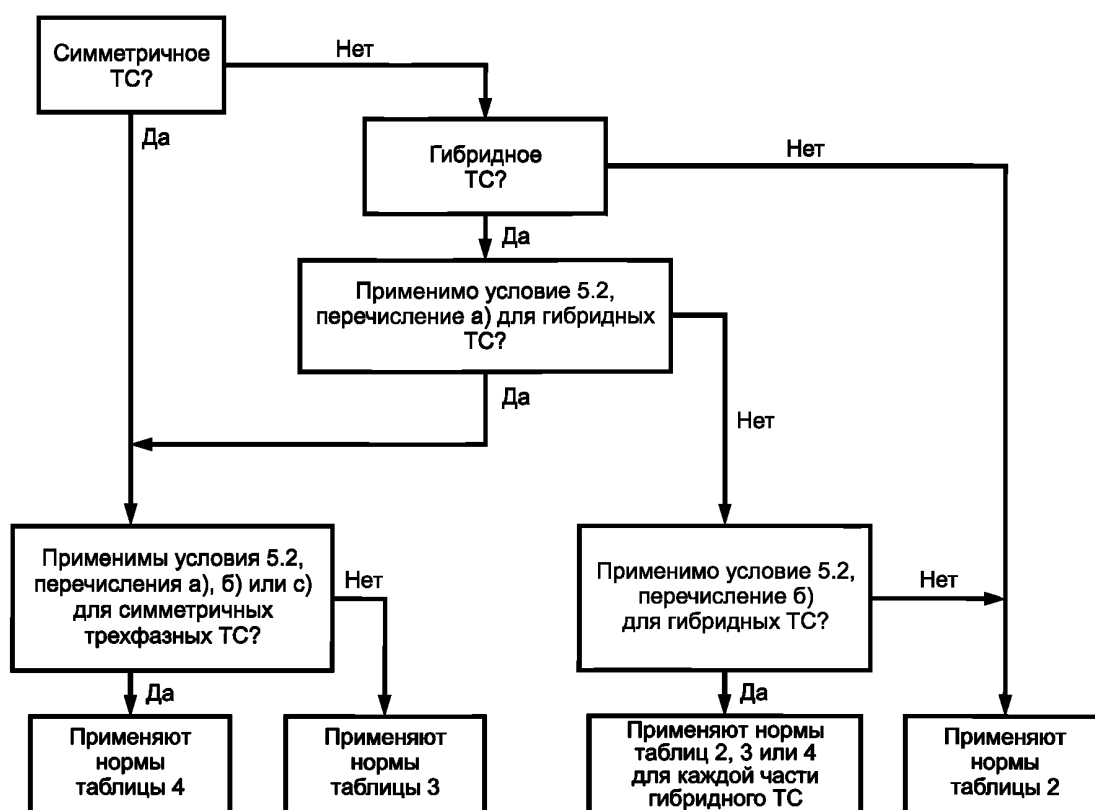 Симметричное
ТС?
Нет
Да
Гибридное
ТС?
Нет
Да
Применимо условие 5.2,
перечисление а) для гибридных
ТС?
Да
Нет
Применимы условия 5.2,
перечисления а), б) или с)
для симметричных
трехфазных ТС?
Нет
Применимо условие 5.2,
перечисление б)
для гибридных ТС?
Нет
Да
Да
Применяют
нормы
таблицы 4
Применяют
нормы
таблицы 3
Применяют нормы
таблиц 2, 3 или 4
для каждой части
гибридного ТС
Применяют
нормы
таблицы 2